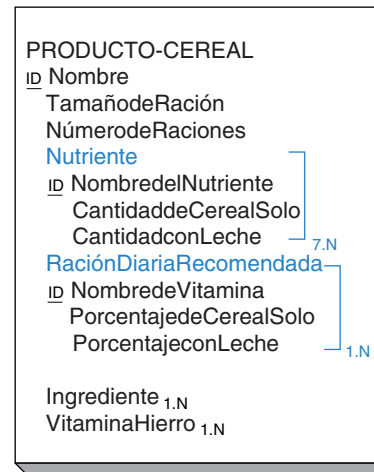 PRODUCTO-CEREAL
ID Nombre
TamañodeRación
NúmerodeRaciones
Nutriente
ID NombredelNutriente
CantidaddeCerealSolo
CantidadconLeche 7.N
RaciónDiariaRecomendada
ID NombredeVitamina
PorcentajedeCerealSolo
PorcentajeconLeche 1.N
Ingrediente 1.N
VitaminaHierro 1.N